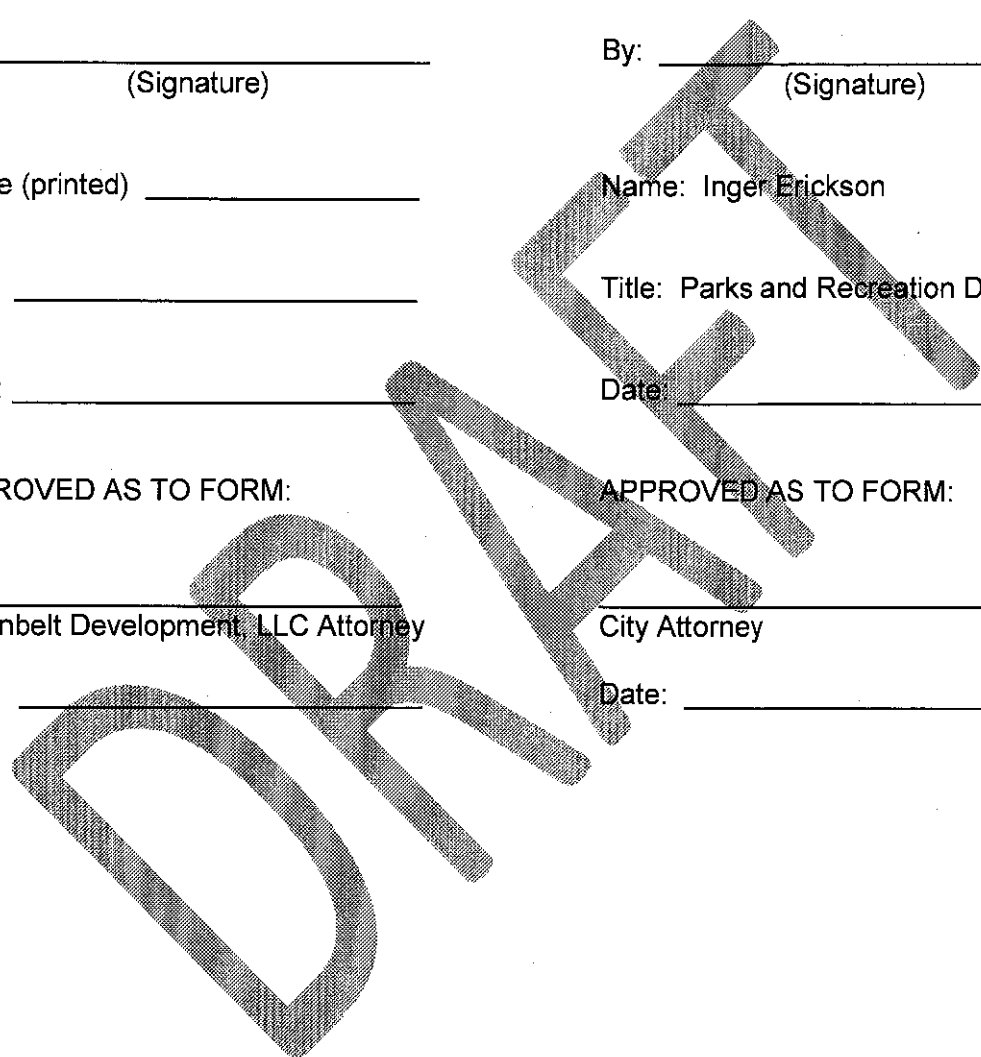 By:
(Signature) (Signature)
e (printed) Name: Inger Erickson
Title: Parks and Recreation D
: Date:
ROVED AS TO FORM: APPROVED AS TO FORM:
nbelt Development, LLC Attorney City Attorney
Date:
DRAFT